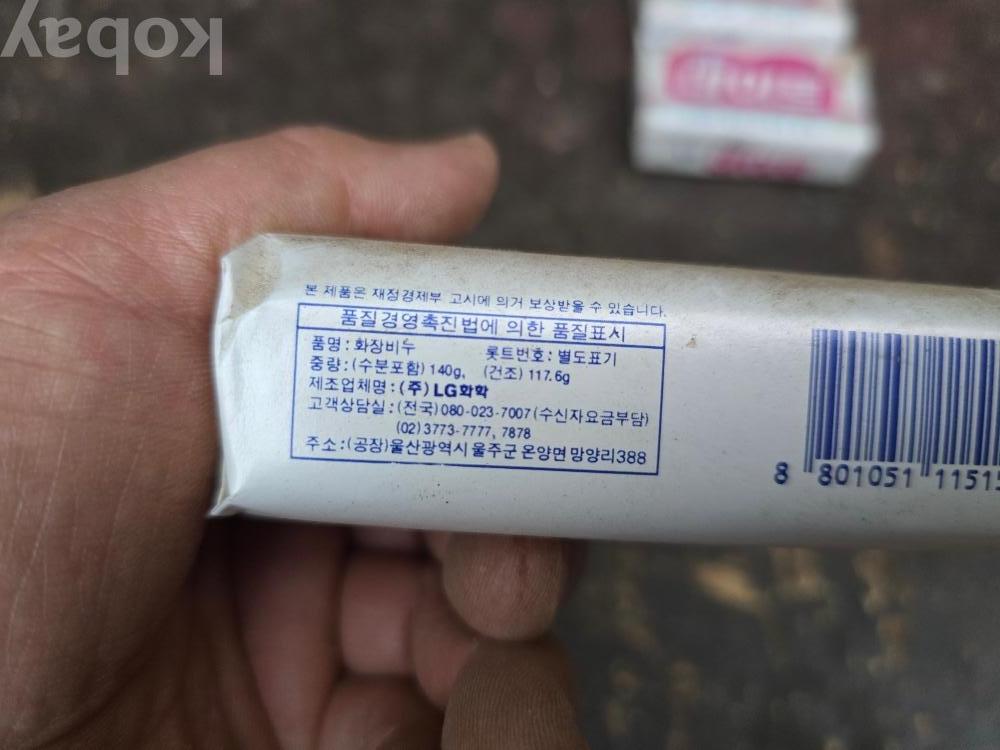 kobay
본 제품은 재정경제부 고시에 의거 보상받을 수 있습니다.
품질경영촉진법에 의한 품질표시
품명:화장비누 롯트번호:별도표기
중량:(수분포함)140g, (건조)117.6g
제조업체명:(주)LG화학
고객상담실:(전국)080-023-7007(수신자요금부담)
(02)3773-7777, 7878
주소:(공장)울산광역시 울주군 온양면 망양리388
8 801051 11515